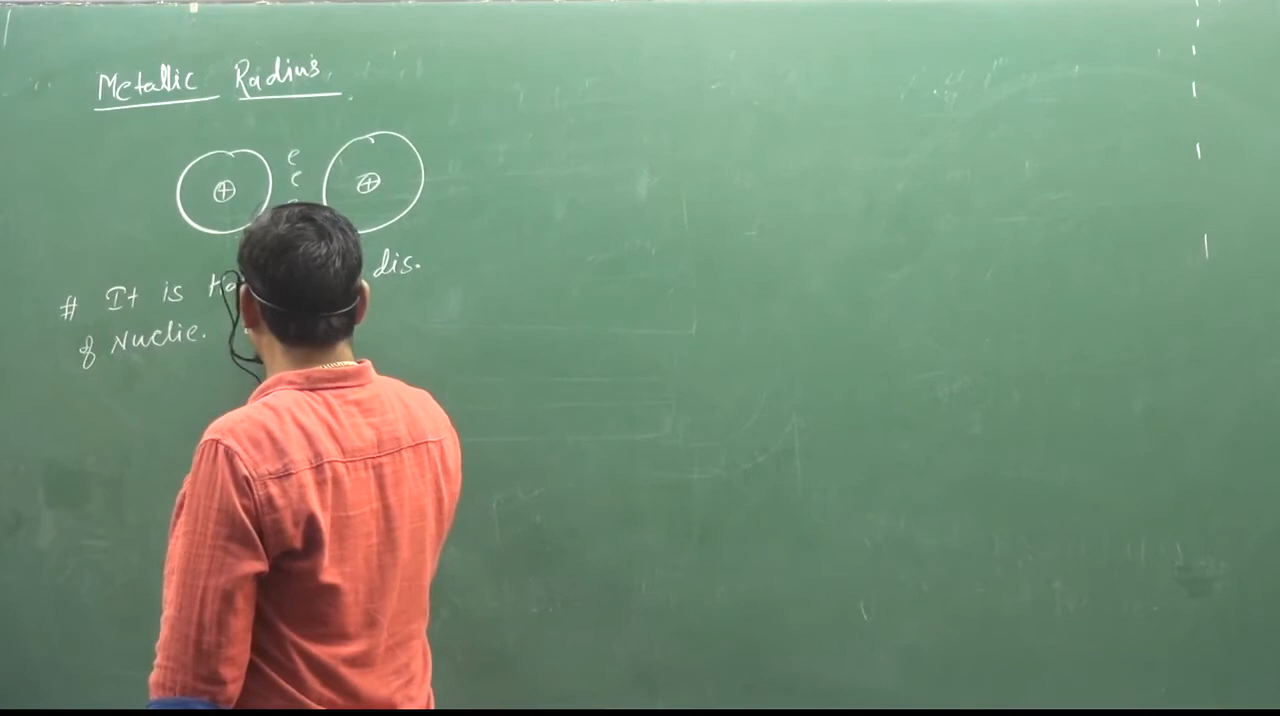 Metallic Radius
⊕ e ⊕
e
# It is dis.
of Nuclie.